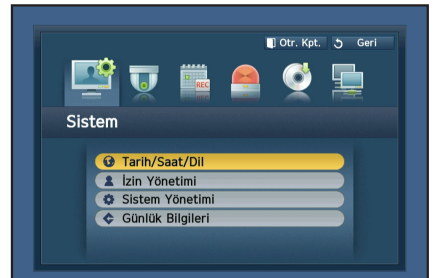 Otr. Kpt. Geri
REC
Sistem
Tarih/Saat/Dil
İzin Yönetimi
Sistem Yönetimi
Günlük Bilgileri